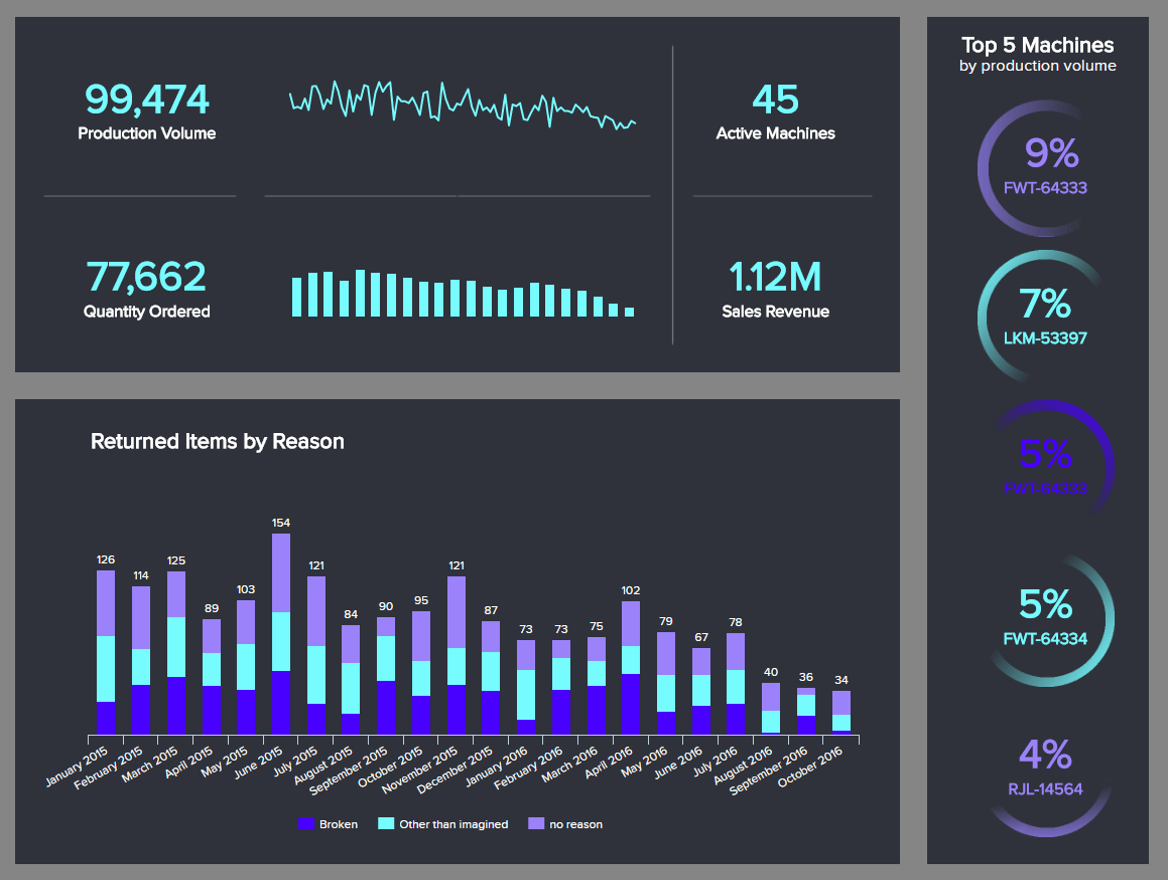 99,474
Production Volume
45
Active Machines
77,662
Quantity Ordered
1.12M
Sales Revenue
Top 5 Machines
by production volume
9%
FWT-64333
7%
LKM-53397
5%
FWT-64333
5%
FWT-64334
4%
RJL-14564
Returned Items by Reason
126
114
125
89
103
154
121
84
90
95
121
87
73
73
75
102
79
67
78
40
36
34
January 2015
February 2015
March 2015
April 2015
May 2015
June 2015
July 2015
August 2015
September 2015
October 2015
November 2015
December 2015
January 2016
February 2016
March 2016
April 2016
May 2016
June 2016
July 2016
August 2016
September 2016
October 2016
Broken
Other than imagined
no reason